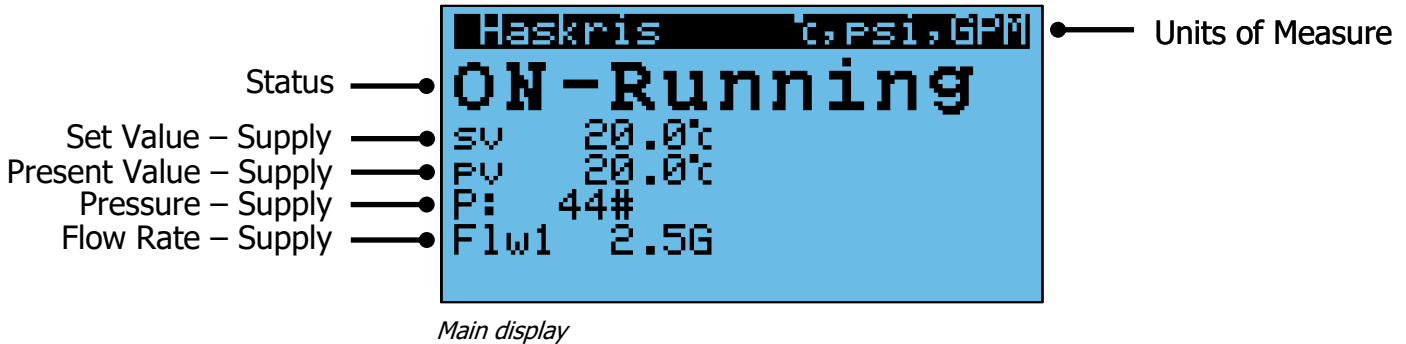 Haskris °C,psi,GPM Units of Measure
Status ON-Running
Set Value – Supply sv 20.0°C
Present Value – Supply pv 20.0°C
Pressure – Supply P: 44#
Flow Rate – Supply Flw1 2.5G
Main display